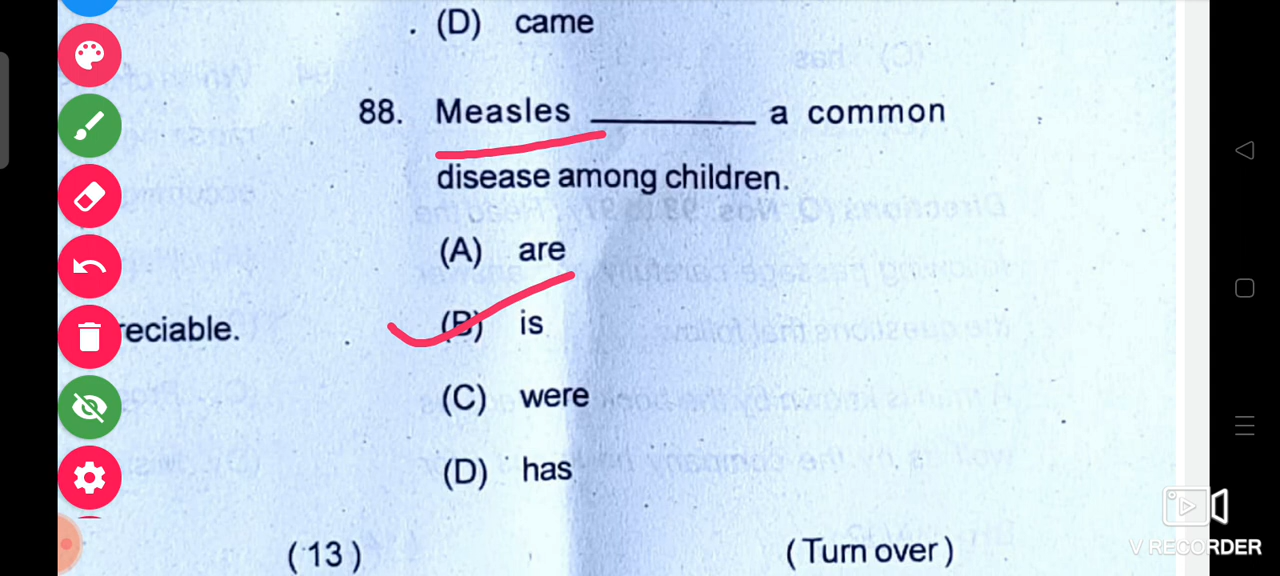 . (D) came
88. Measles ________ a common
disease among children.
(A) are
(B) is
reciable.
(C) were
(D) has
(13)
(Turn over)
V RECORDER